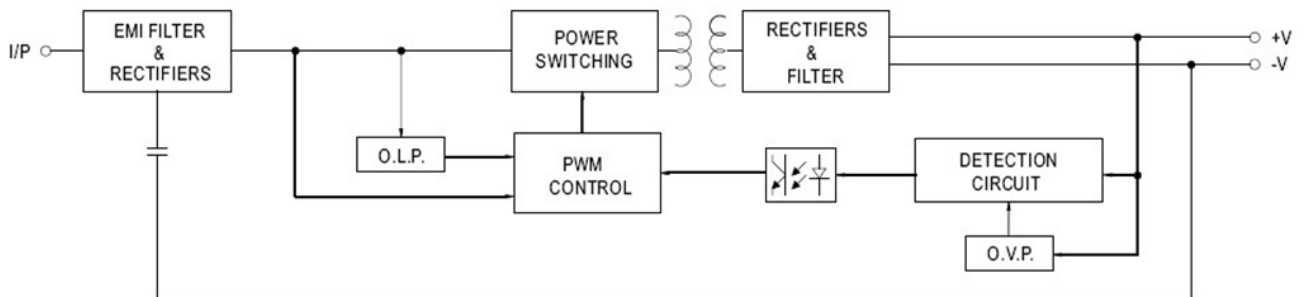 I/P
EMI FILTER
&
RECTIFIERS
POWER
SWITCHING
RECTIFIERS
&
FILTER
+V
-V
O.L.P.
PWM
CONTROL
DETECTION
CIRCUIT
O.V.P.